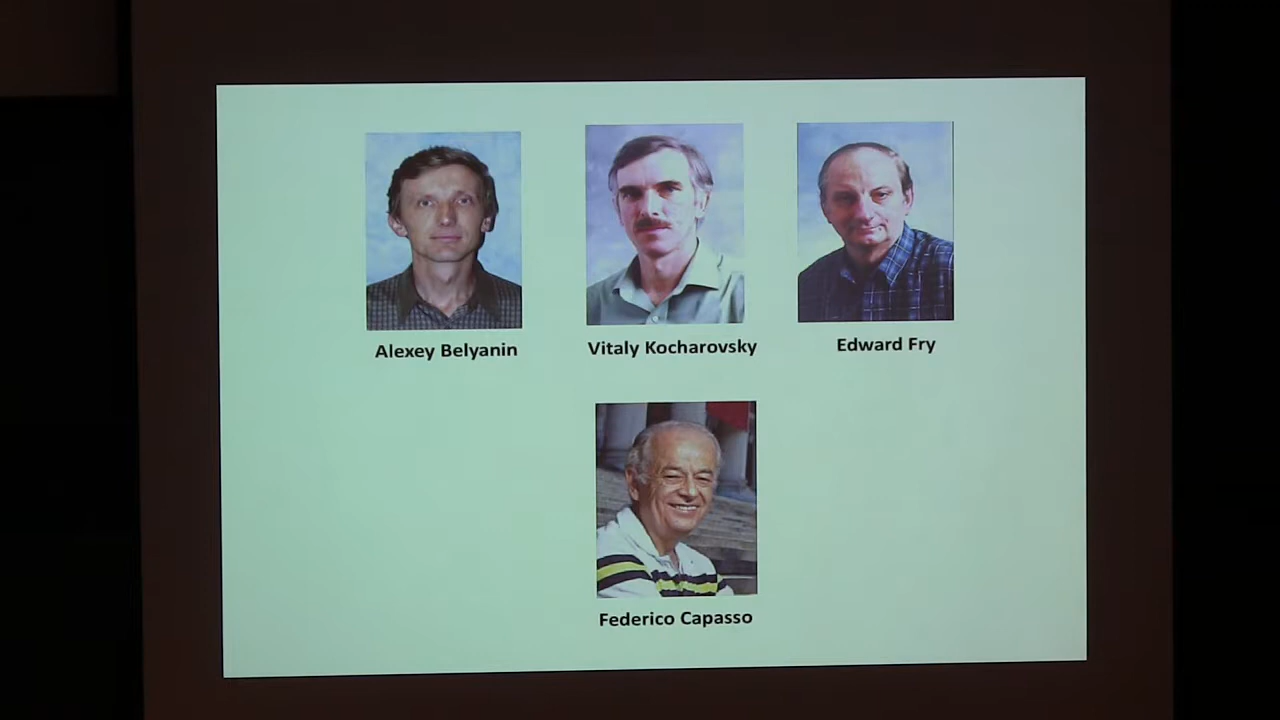 Alexey Belyanin
Vitaly Kocharovsky
Edward Fry
Federico Capasso